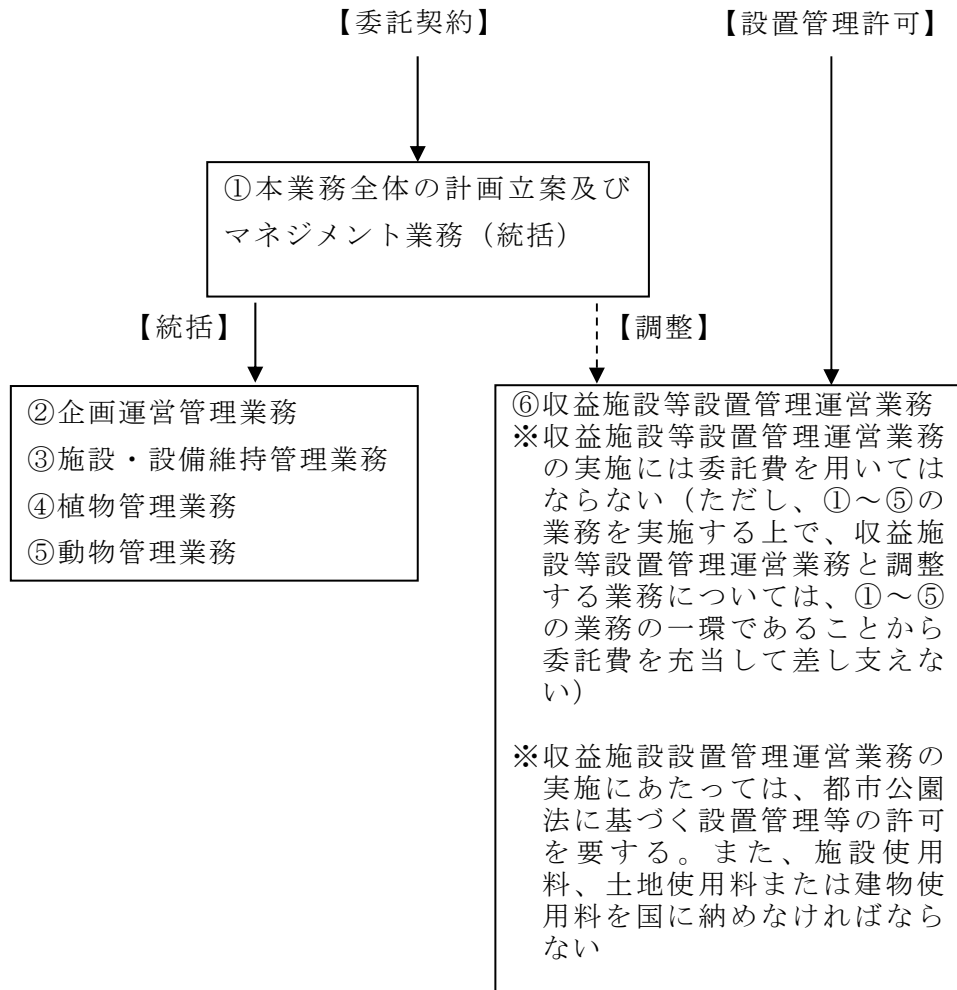 【委託契約】
【設置管理許可】
①本業務全体の計画立案及び
マネジメント業務（統括）
【統括】
【調整】
②企画運営管理業務
③施設・設備維持管理業務
④植物管理業務
⑤動物管理業務
⑥収益施設等設置管理運営業務
※収益施設等設置管理運営業務
の実施には委託費を用いては
ならない（ただし、①～⑤の
業務を実施する上で、収益施
設等設置管理運営業務と調整
する業務については、①～⑤
の業務の一環であることから
委託費を充当して差し支えな
い）
※収益施設設置管理運営業務の
実施にあたっては、都市公園
法に基づく設置管理等の許可
を要する。また、施設使用
料、土地使用料または建物使
用料を国に納めなければなら
ない